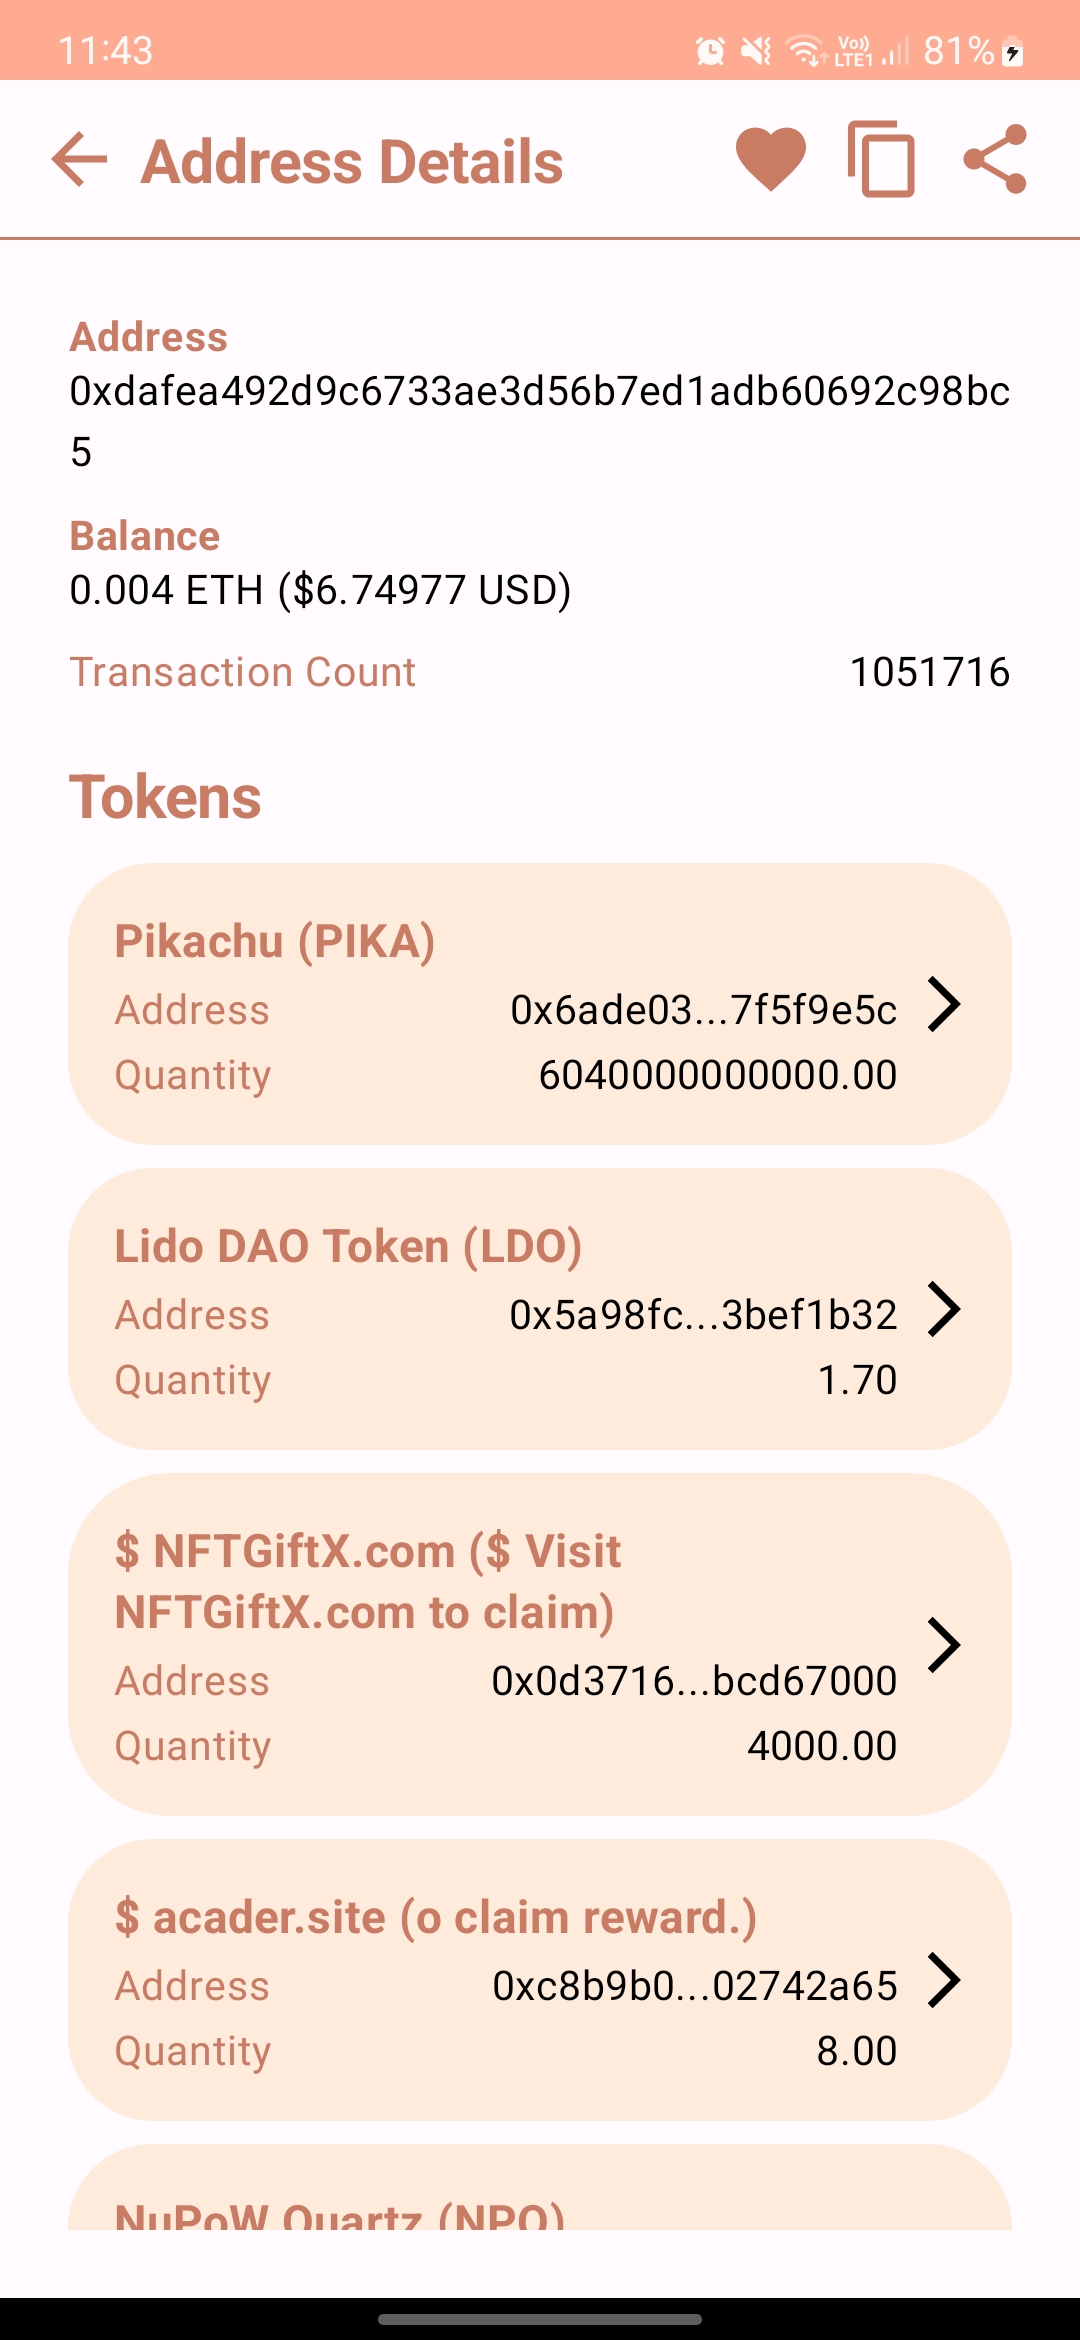 11:43
Vo)) LTE1 81%
Address Details
Address
0xdafea492d9c6733ae3d56b7ed1adb60692c98bc
5
Balance
0.004 ETH ($6.74977 USD)
Transaction Count 1051716
Tokens
Pikachu (PIKA)
Address 0x6ade03...7f5f9e5c
Quantity 6040000000000.00
Lido DAO Token (LDO)
Address 0x5a98fc...3bef1b32
Quantity 1.70
$ NFTGiftX.com ($ Visit
NFTGiftX.com to claim)
Address 0x0d3716...bcd67000
Quantity 4000.00
$ acader.site (o claim reward.)
Address 0xc8b9b0...02742a65
Quantity 8.00
NuPoW Quartz (NPQ)